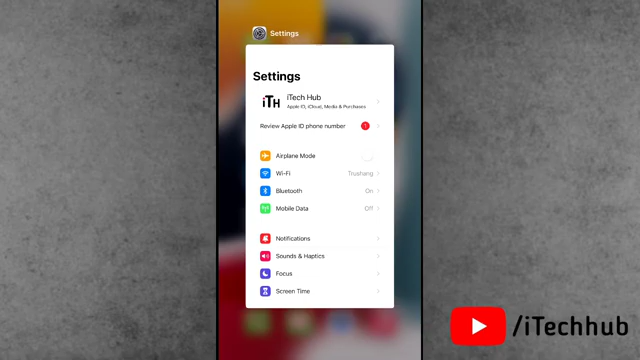 Settings
Settings
iTH
iTech Hub
Apple ID, iCloud, Media & Purchases
Review Apple ID phone number
1
Airplane Mode
Wi-Fi
Trushang
Bluetooth
On
Mobile Data
Off
Notifications
Sounds & Haptics
Focus
Screen Time
/iTechhub